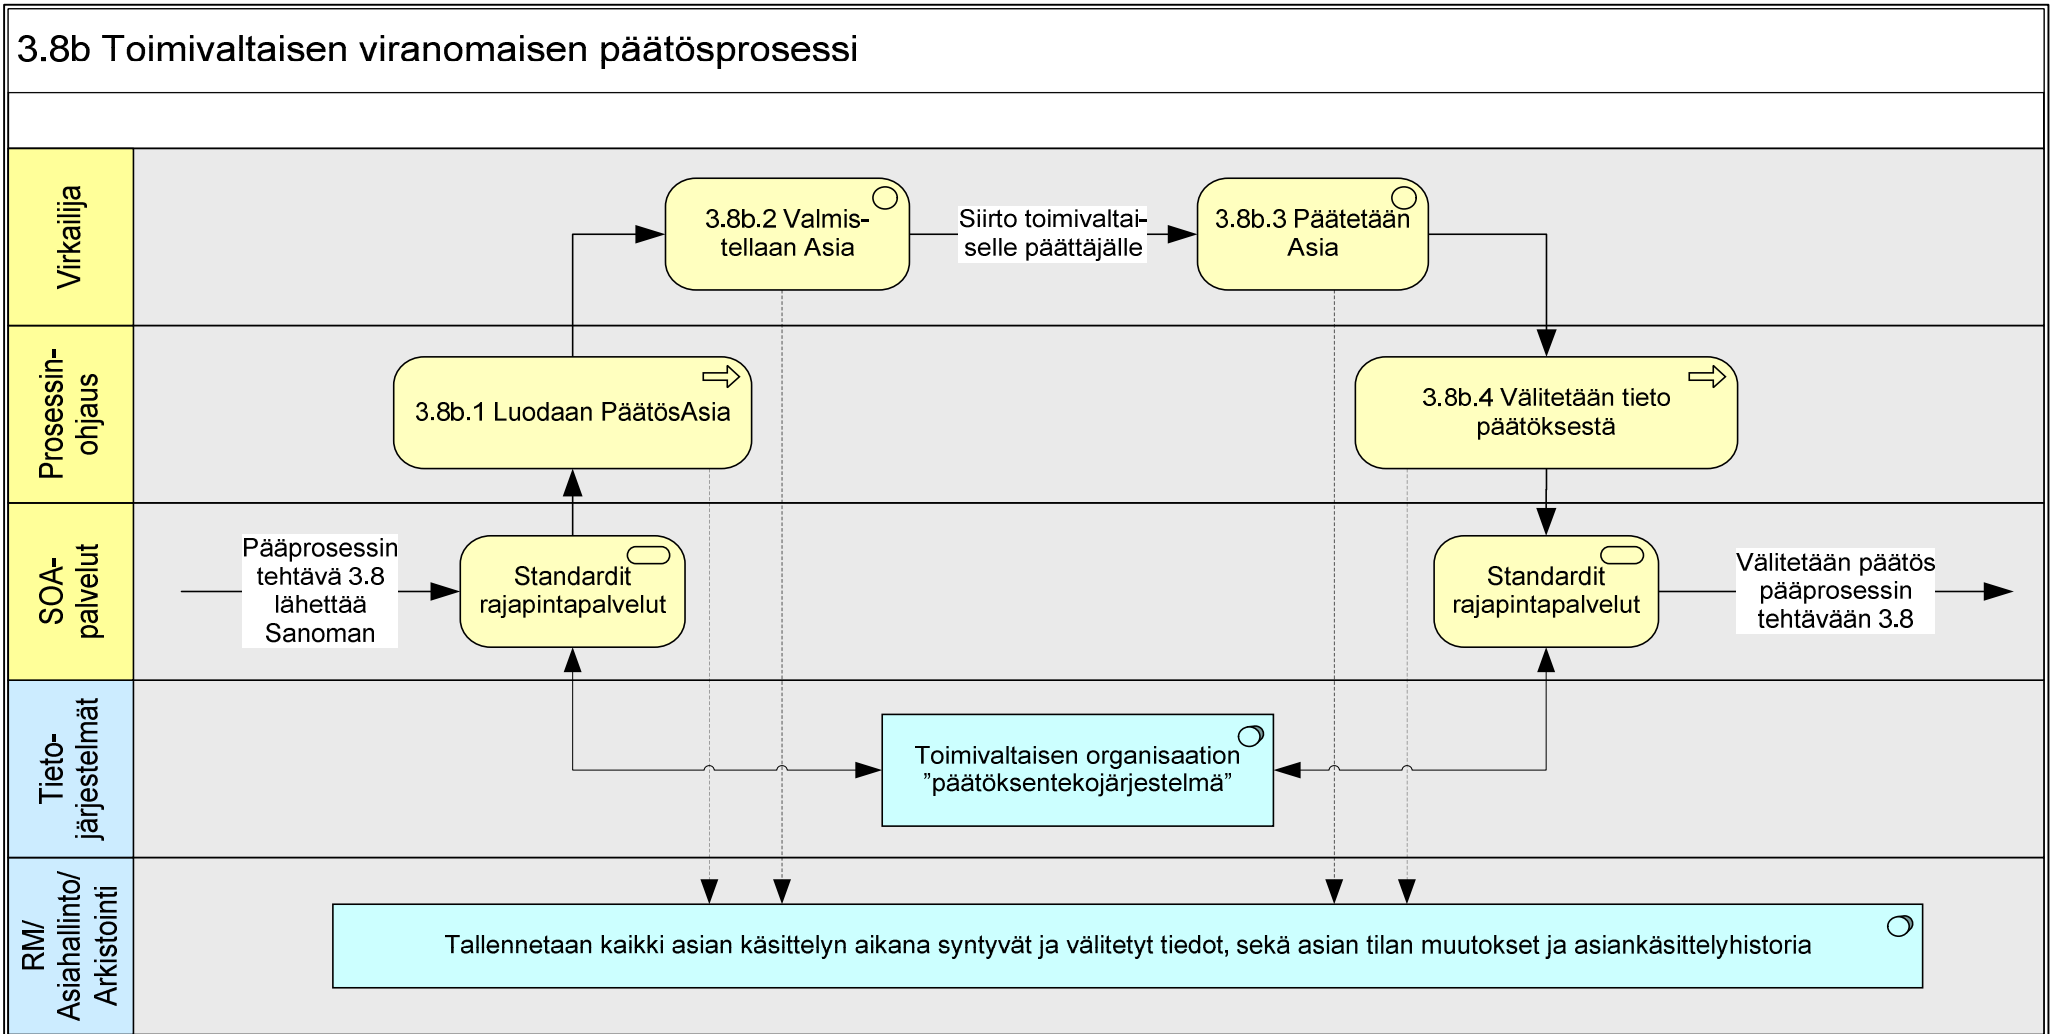 3.8b Toimivaltaisen viranomaisen päätösprosessi
Virkailija
3.8b.2 Valmis-
tellaan Asia
Siirto toimivaltai-
selle päättäjälle
3.8b.3 Päätetään
Asia
Prosessin-
ohjaus
3.8b.1 Luodaan PäätösAsia
3.8b.4 Välitetään tieto
päätöksestä
SOA-
palvelut
Pääprosessin
tehtävä 3.8
lähettää
Sanoman
Standardit
rajapintapalvelut
Standardit
rajapintapalvelut
Välitetään päätös
pääprosessin
tehtävään 3.8
Tieto-
järjestelmät
Toimivaltaisen organisaation
”päätöksentekojärjestelmä”
RM/
Asiahallinto/
Arkistointi
Tallennetaan kaikki asian käsittelyn aikana syntyvät ja välitetyt tiedot, sekä asian tilan muutokset ja asiankäsittelyhistoria